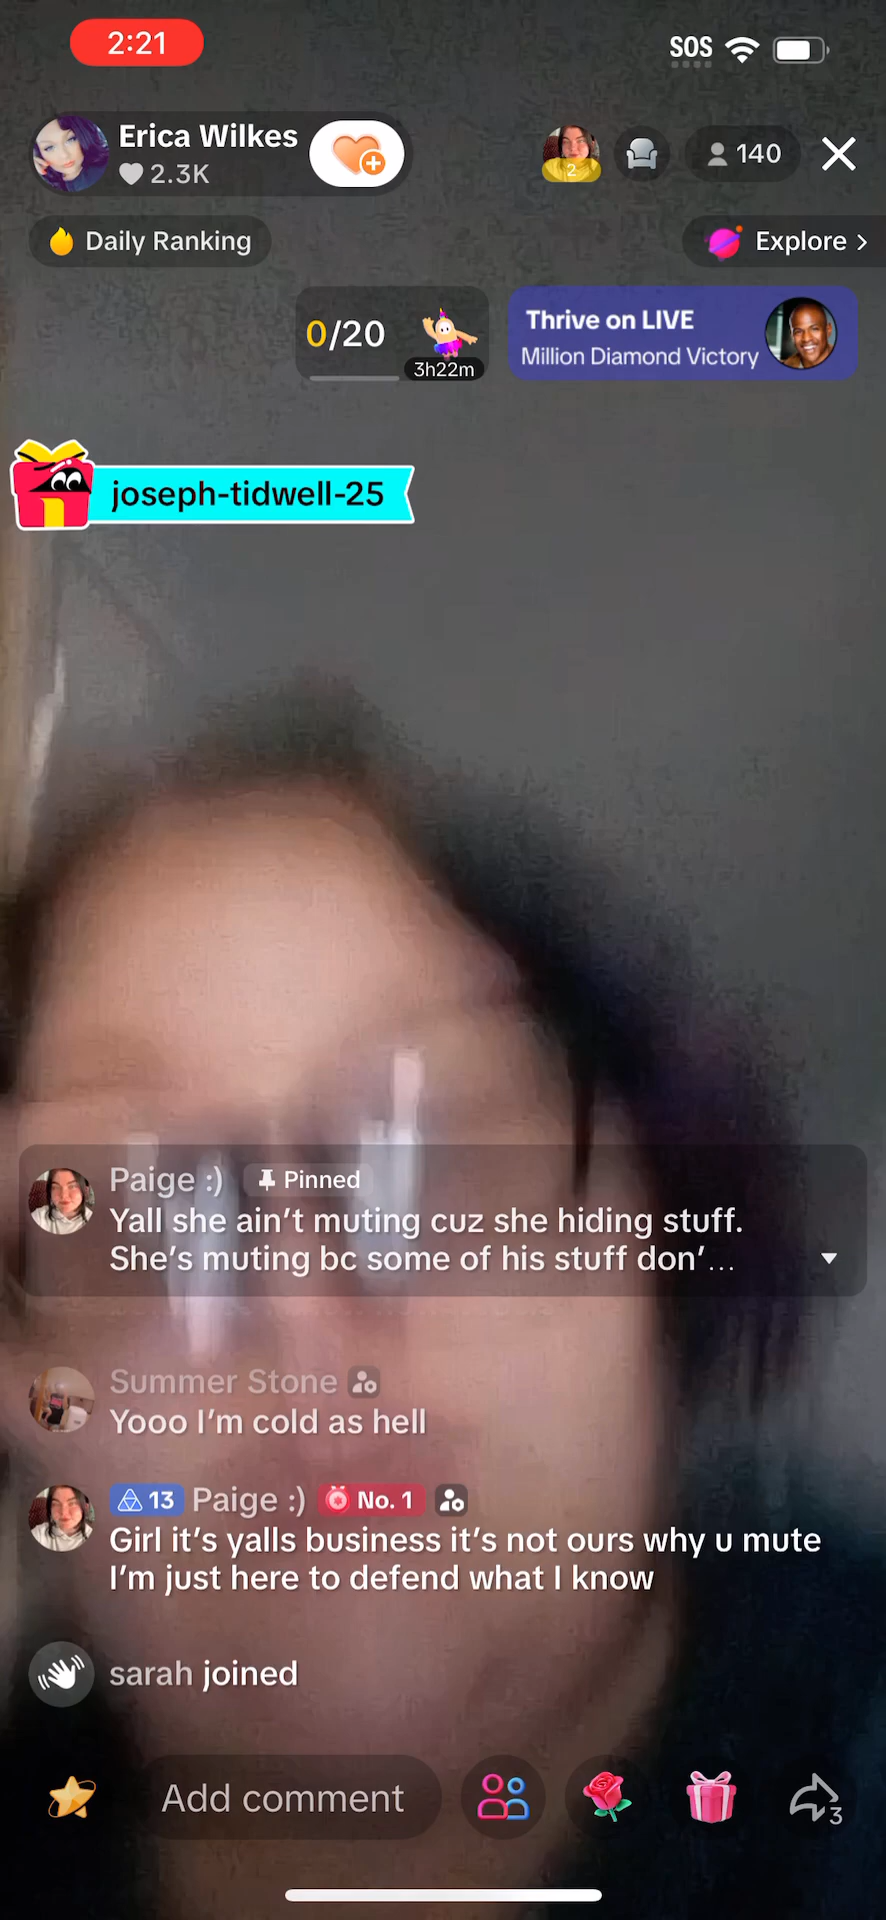 2:21
SOS
Erica Wilkes
2.3K
2
140
Daily Ranking
Explore
0/20
3h22m
Thrive on LIVE
Million Diamond Victory
joseph-tidwell-25
Paige :) Pinned
Yall she ain’t muting cuz she hiding stuff.
She’s muting bc some of his stuff don’...
Summer Stone
Yooo I’m cold as hell
13 Paige :) No. 1
Girl it’s yalls business it’s not ours why u mute
I’m just here to defend what I know
sarah joined
Add comment
3